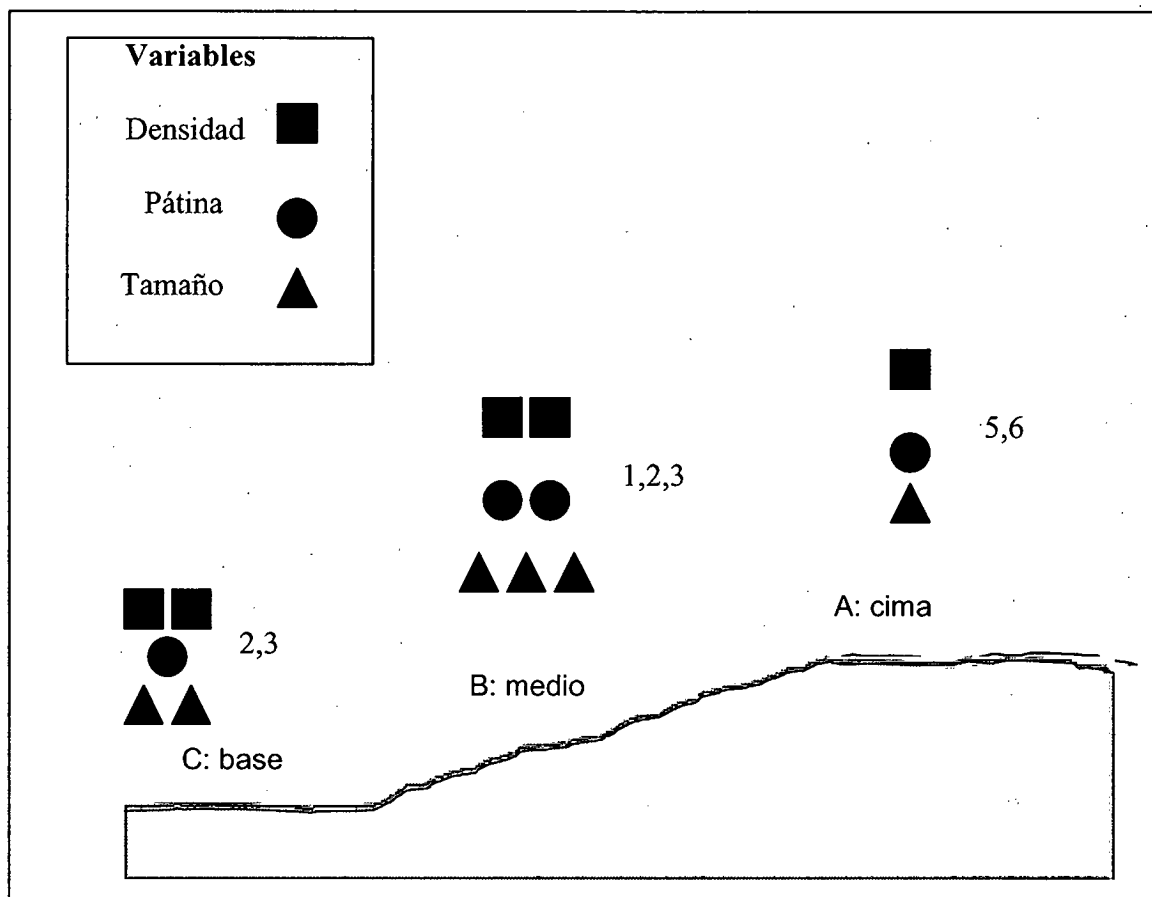 Variables
Densidad
Pátina
Tamaño
5,6
1,2,3
A: cima
2,3
B: medio
C: base